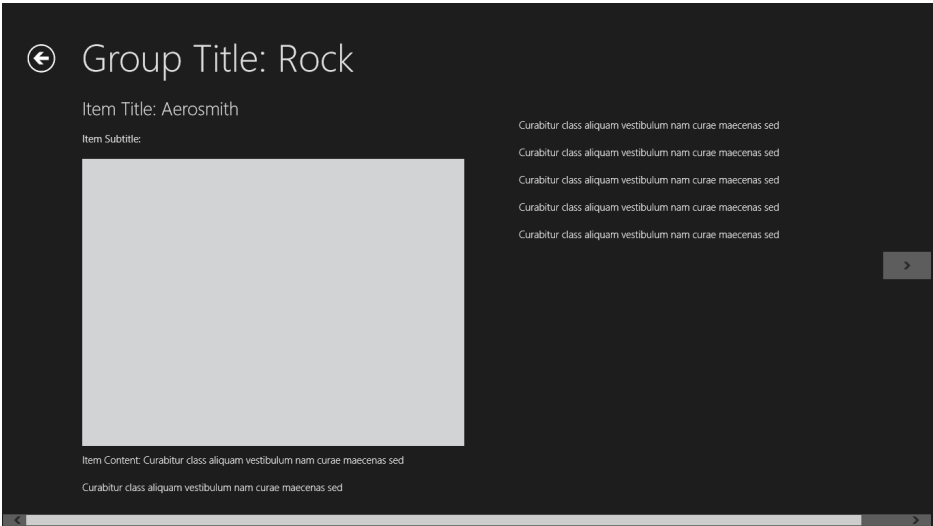 Group Title: Rock
Item Title: Aerosmith
Item Subtitle:
Item Content: Curabitur class aliquam vestibulum nam curae maecenas sed
Curabitur class aliquam vestibulum nam curae maecenas sed
Curabitur class aliquam vestibulum nam curae maecenas sed
Curabitur class aliquam vestibulum nam curae maecenas sed
Curabitur class aliquam vestibulum nam curae maecenas sed
Curabitur class aliquam vestibulum nam curae maecenas sed
Curabitur class aliquam vestibulum nam curae maecenas sed